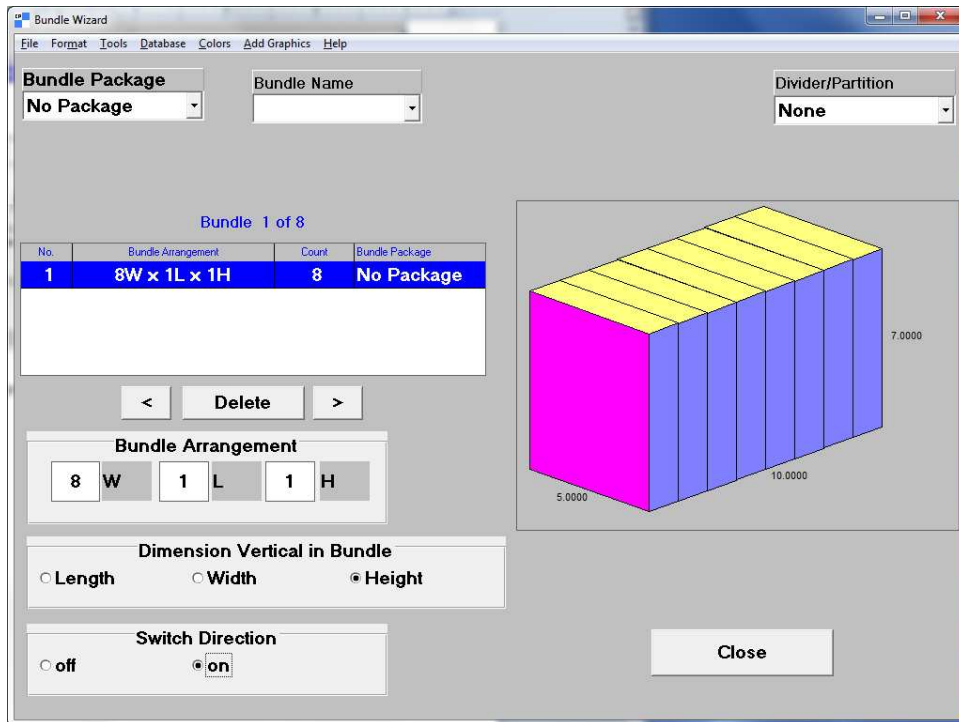 Bundle Wizard
File Format Tools Database Colors Add Graphics Help
Bundle Package
Bundle Name
Divider/Partition
No Package
None
Bundle 1 of 8
No. Bundle Arrangement Count Bundle Package
1 8W x 1L x 1H 8 No Package
7.0000
10.0000
5.0000
< Delete >
Bundle Arrangement
8 W 1 L 1 H
Dimension Vertical in Bundle
Length Width Height
Switch Direction
off on
Close